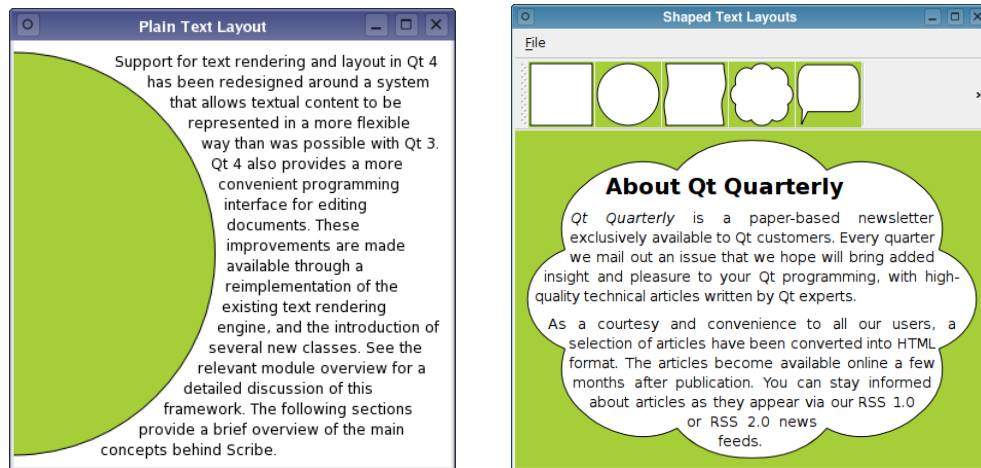 Plain Text Layout
Support for text rendering and layout in Qt 4
has been redesigned around a system
that allows textual content to be
represented in a more flexible
way than was possible with Qt 3.
Qt 4 also provides a more
convenient programming
interface for editing
documents. These
improvements are made
available through a
reimplementation of the
existing text rendering
engine, and the introduction of
several new classes. See the
relevant module overview for a
detailed discussion of this
framework. The following sections
provide a brief overview of the main
concepts behind Scribe.
Shaped Text Layouts
File
About Qt Quarterly
Qt Quarterly is a paper-based newsletter
exclusively available to Qt customers. Every quarter
we mail out an issue that we hope will bring added
insight and pleasure to your Qt programming, with high-
quality technical articles written by Qt experts.
As a courtesy and convenience to all our users, a
selection of articles have been converted into HTML
format. The articles become available online a few
months after publication. You can stay informed
about articles as they appear via our RSS 1.0
or RSS 2.0 news
feeds.